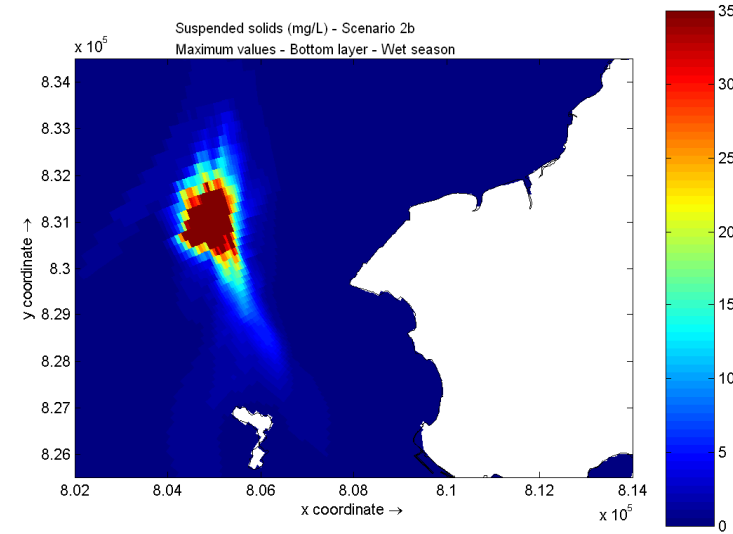 Suspended solids (mg/L) - Scenario 2b
Maximum values - Bottom layer - Wet season
x 10^5
8.34
8.33
8.32
8.31
8.3
8.29
8.28
8.27
8.26
y coordinate →
8.02 8.04 8.06 8.08 8.1 8.12 8.14
x coordinate →
x 10^5
35
30
25
20
15
10
5
0